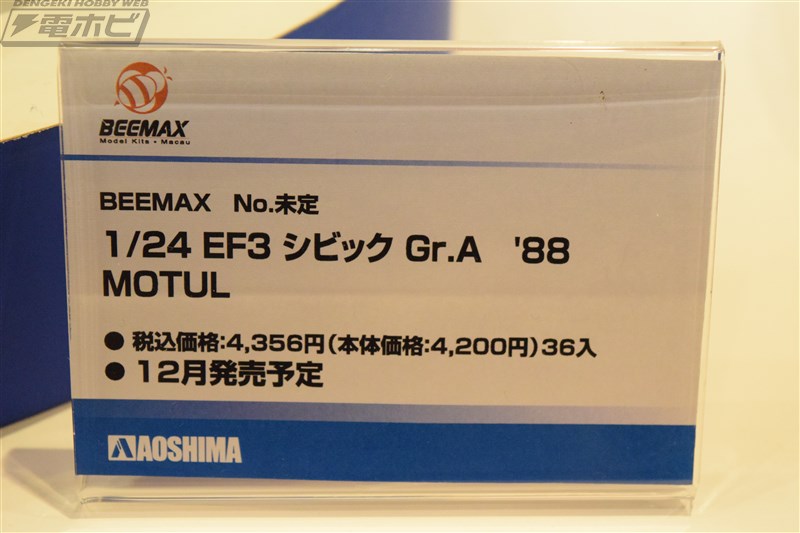 DENGEKI HOBBY WEB
電ホビ
BEEMAX
Model Kits・Macau
BEEMAX No.未定
1/24 EF3 シビック Gr.A '88
MOTUL
● 税込価格:4,356円(本体価格:4,200円)36入
● 12月発売予定
AOSHIMA